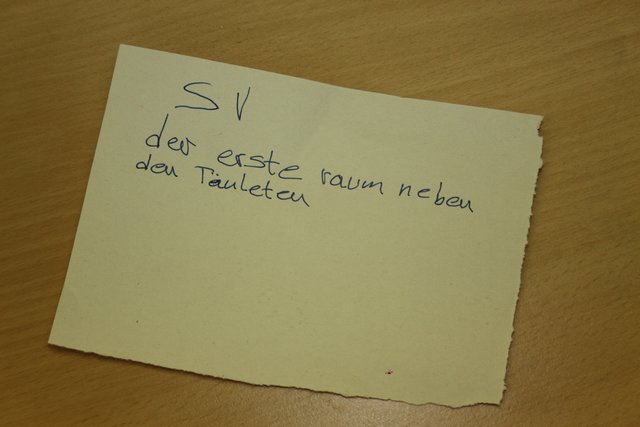 SV
der erste raum neben
den Täuleten